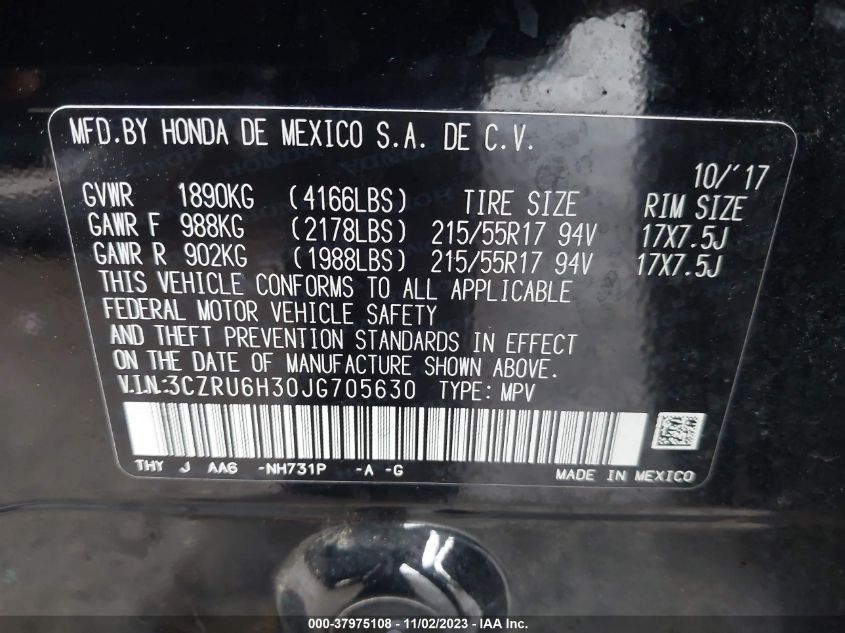 MFD.BY HONDA DE MEXICO S.A. DE C.V.
10/'17
GVWR 1890KG (4166LBS) TIRE SIZE RIM SIZE
GAWR F 988KG (2178LBS) 215/55R17 94V 17X7.5J
GAWR R 902KG (1988LBS) 215/55R17 94V 17X7.5J
THIS VEHICLE CONFORMS TO ALL APPLICABLE
FEDERAL MOTOR VEHICLE SAFETY
AND THEFT PREVENTION STANDARDS IN EFFECT
ON THE DATE OF MANUFACTURE SHOWN ABOVE.
V.I.N.:3CZRU6H30JG705630 TYPE: MPV
THY J AA6 -NH731P -A -G
MADE IN MEXICO
000-37975108 - 11/02/2023 - IAA Inc.